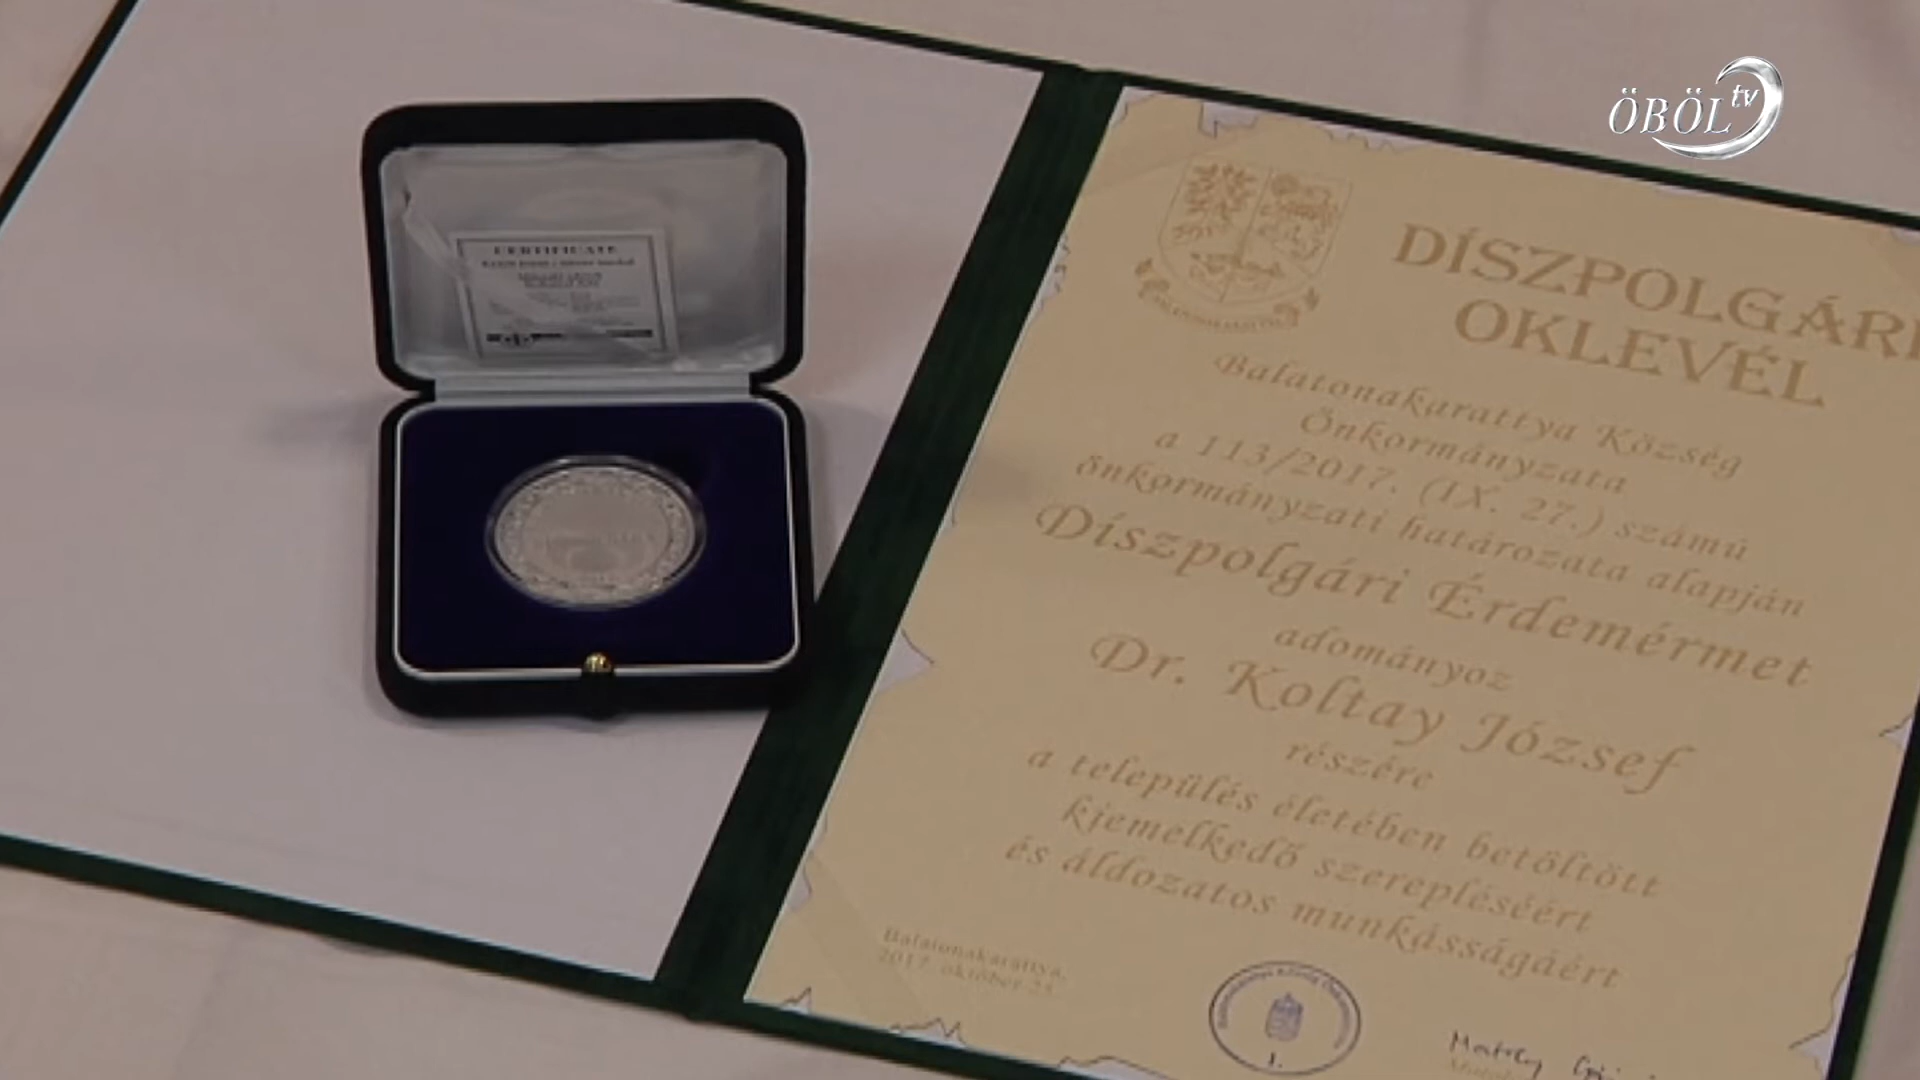 ÖBÖL tv
CERTIFICATE
DÍSZPOLGÁRI
OKLEVÉL
Balatonakarattya Község
Önkormányzata
a 113/2017. (IX. 27.) számú
önkormányzati határozata alapján
Díszpolgári Érdemérmet
adományoz
Dr. Koltay József
részére
a település életében betöltött
kiemelkedő szerepléséért
és áldozatos munkásságáért
Balatonakarattya,
2017. október
1.